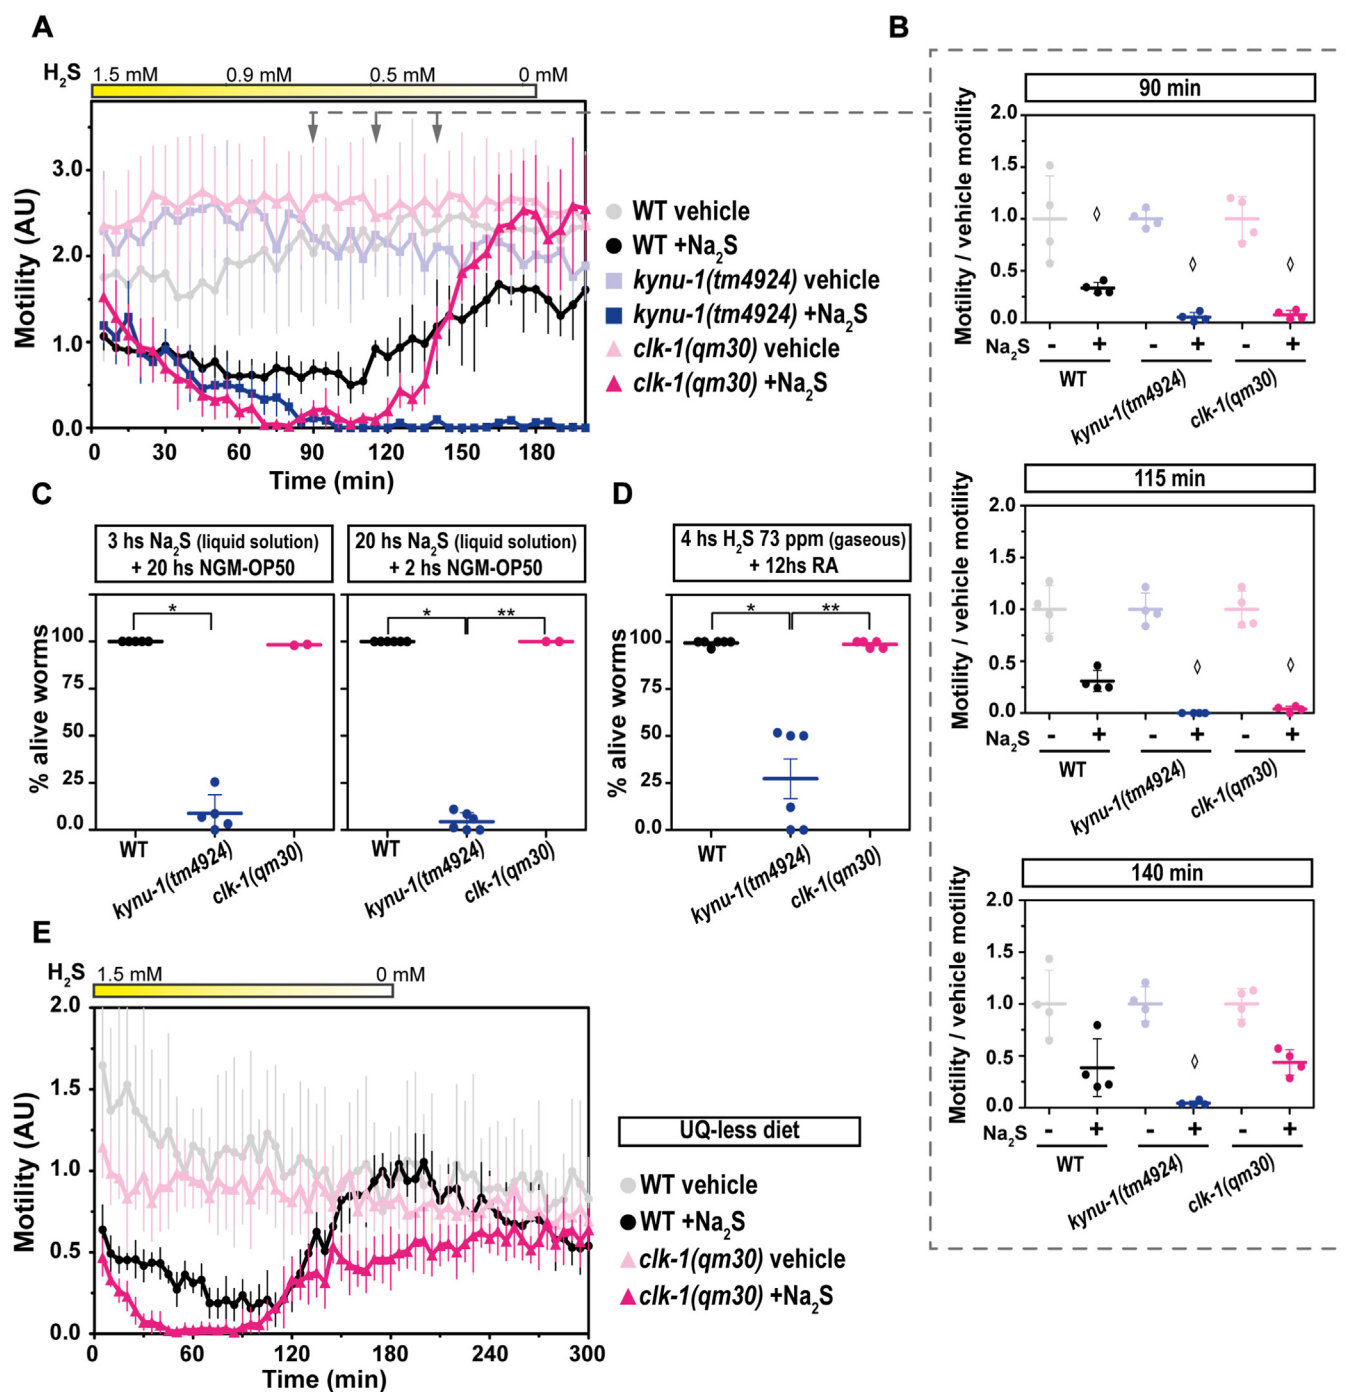 A
H₂S
1.5 mM 0.9 mM 0.5 mM 0 mM
Motility (AU)
3.0
2.0
1.0
0.0
0 30 60 90 120 150 180
Time (min)
WT vehicle
WT +Na₂S
kynu-1(tm4924) vehicle
kynu-1(tm4924) +Na₂S
clk-1(qm30) vehicle
clk-1(qm30) +Na₂S
B
90 min
Motility / vehicle motility
2.0
1.5
1.0
0.5
0.0
Na₂S - + - + - +
WT kynu-1(tm4924) clk-1(qm30)
115 min
Motility / vehicle motility
2.0
1.5
1.0
0.5
0.0
Na₂S - + - + - +
WT kynu-1(tm4924) clk-1(qm30)
140 min
Motility / vehicle motility
2.0
1.5
1.0
0.5
0.0
Na₂S - + - + - +
WT kynu-1(tm4924) clk-1(qm30)
C
3 hs Na₂S (liquid solution)
+ 20 hs NGM-OP50
20 hs Na₂S (liquid solution)
+ 2 hs NGM-OP50
% alive worms
100
75
50
25
0.0
*
* **
WT kynu-1(tm4924) clk-1(qm30)
WT kynu-1(tm4924) clk-1(qm30)
D
4 hs H₂S 73 ppm (gaseous)
+ 12hs RA
% alive worms
100
75
50
25
0.0
* **
WT kynu-1(tm4924) clk-1(qm30)
E
H₂S
1.5 mM 0 mM
Motility (AU)
2.0
1.5
1.0
0.5
0.0
0 60 120 180 240 300
Time (min)
UQ-less diet
WT vehicle
WT +Na₂S
clk-1(qm30) vehicle
clk-1(qm30) +Na₂S